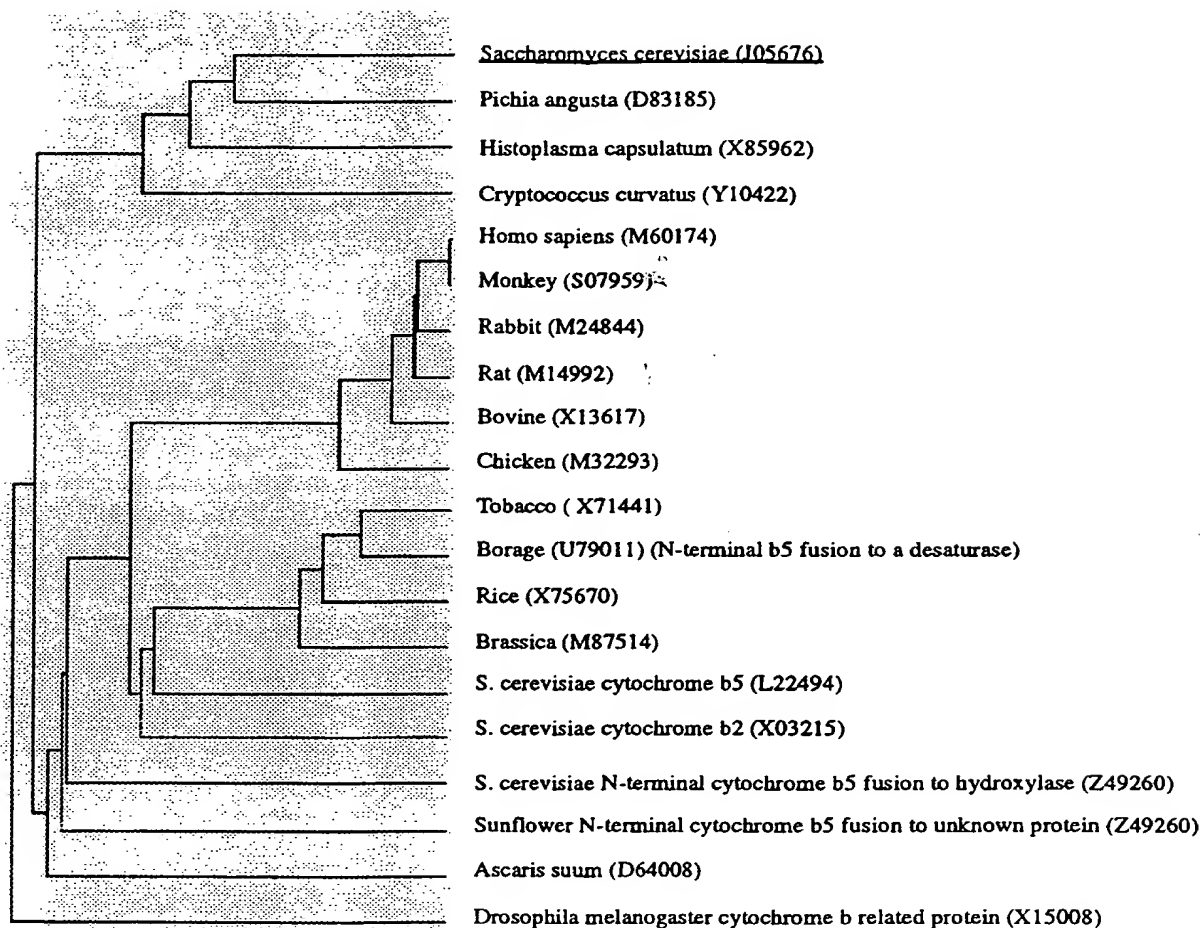 Saccharomyces cerevisiae (J05676)
Pichia angusta (D83185)
Histoplasma capsulatum (X85962)
Cryptococcus curvatus (Y10422)
Homo sapiens (M60174)
Monkey (S07959)
Rabbit (M24844)
Rat (M14992)
Bovine (X13617)
Chicken (M32293)
Tobacco ( X71441)
Borage (U79011) (N-terminal b5 fusion to a desaturase)
Rice (X75670)
Brassica (M87514)
S. cerevisiae cytochrome b5 (L22494)
S. cerevisiae cytochrome b2 (X03215)
S. cerevisiae N-terminal cytochrome b5 fusion to hydroxylase (Z49260)
Sunflower N-terminal cytochrome b5 fusion to unknown protein (Z49260)
Ascaris suum (D64008)
Drosophila melanogaster cytochrome b related protein (X15008)